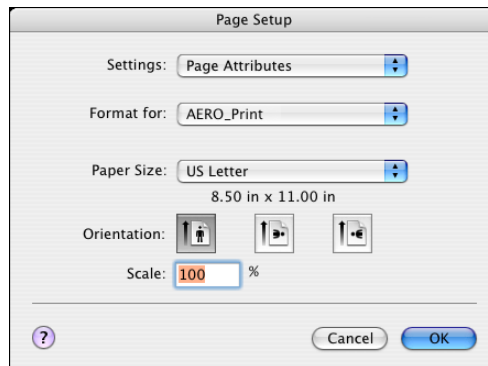 Page Setup
Settings: Page Attributes
Format for: AERO_Print
Paper Size: US Letter
8.50 in x 11.00 in
Orientation:
Scale: 100 %
? Cancel OK